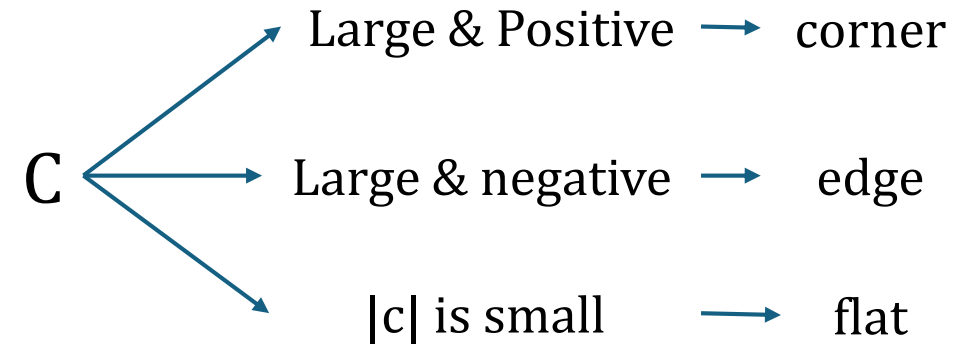 Large & Positive corner
C Large & negative edge
|c| is small flat